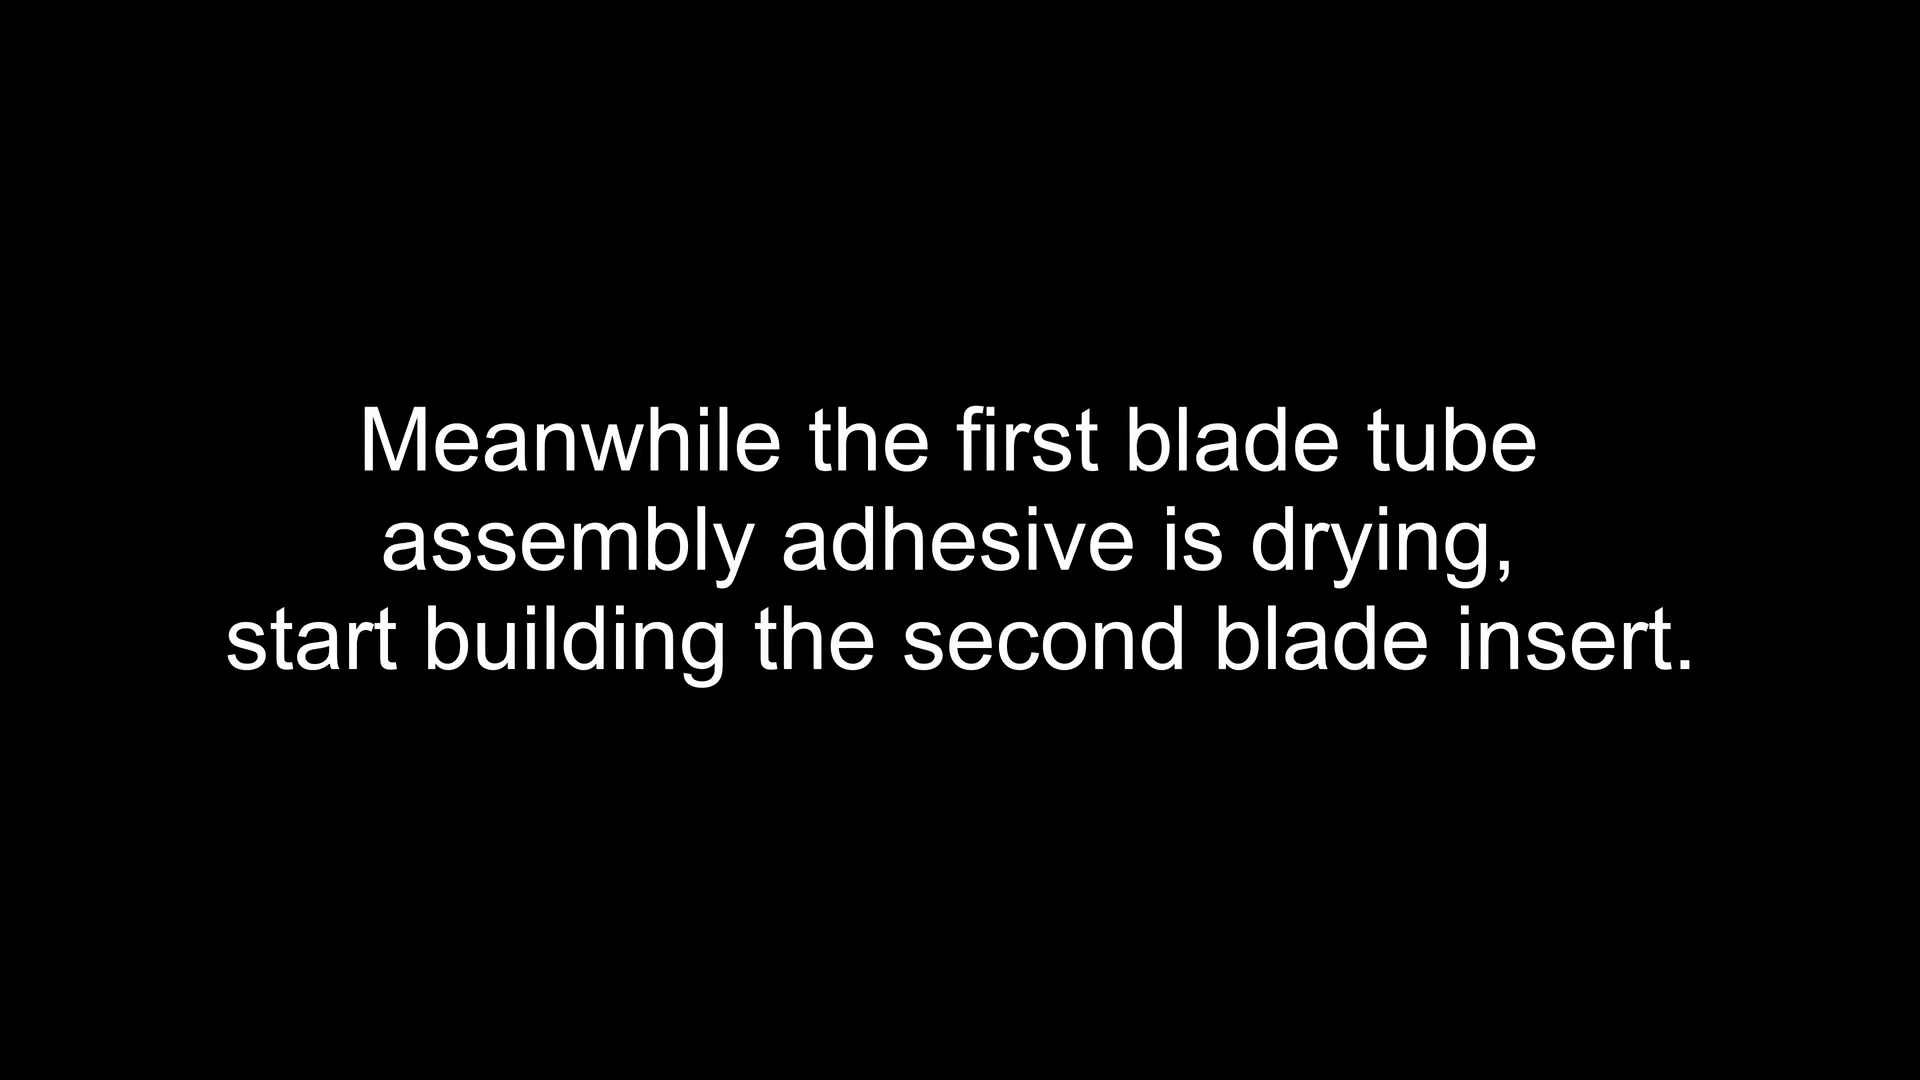 Meanwhile the first blade tube
assembly adhesive is drying,
start building the second blade insert.